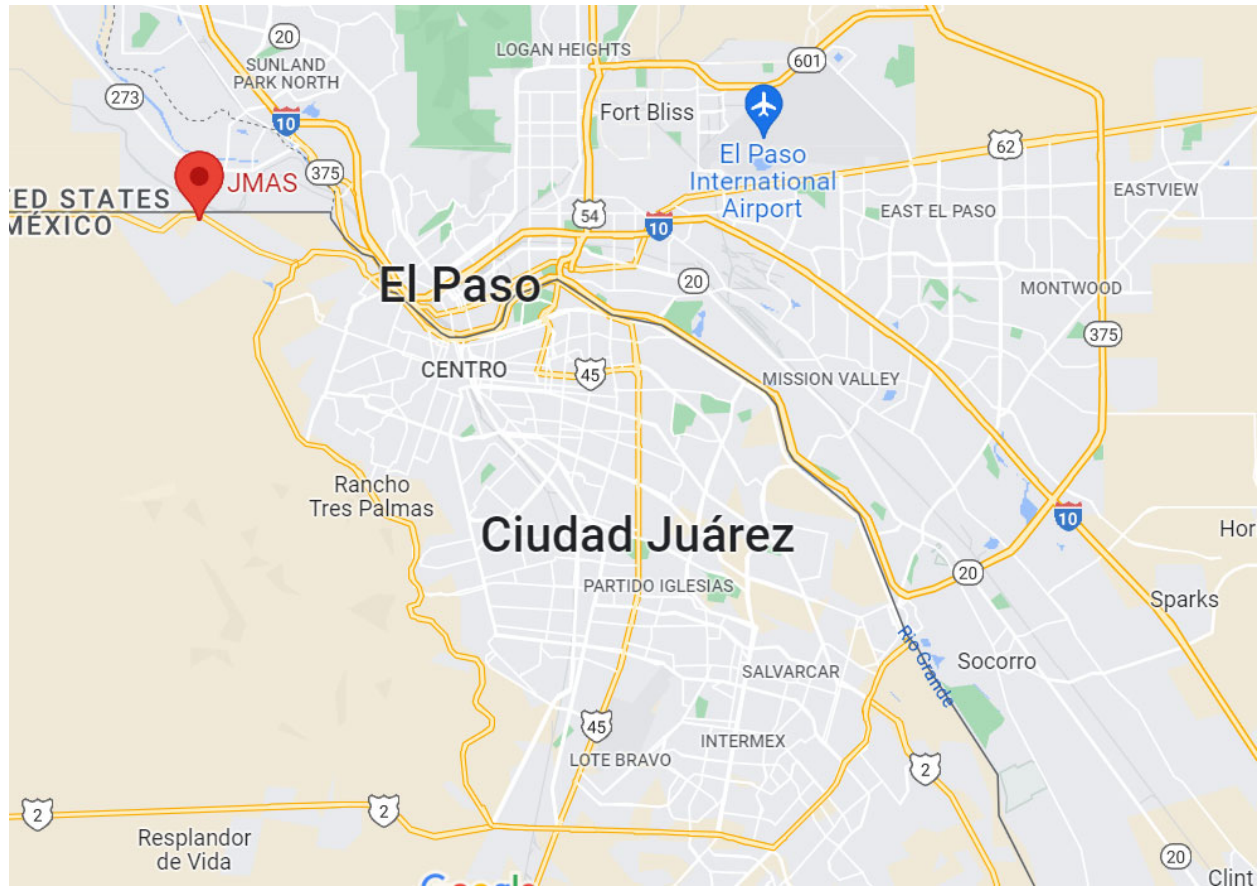 20
LOGAN HEIGHTS
601
SUNLAND
PARK NORTH
273
10
Fort Bliss
62
El Paso
International
Airport
375
JMAS
EASTVIEW
TED STATES
MÉXICO
54
EAST EL PASO
10
El Paso
20
MONTWOOD
375
CENTRO
45
MISSION VALLEY
Rancho
Tres Palmas
10
Hor
Ciudad Juárez
20
PARTIDO IGLESIAS
Sparks
Rio Grande
Socorro
SALVARCAR
45
INTERMEX
LOTE BRAVO
2
2
2
Resplandor
de Vida
20
Clint
Google